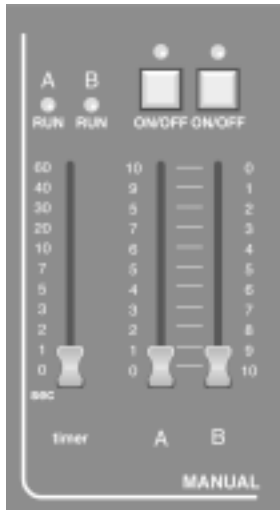 A B
RUN RUN
ON/OFF ON/OFF
60 10 0
40 9 1
30 5 2
20 7 3
10 6 4
7 5 5
5 4 6
3 3 7
2 2 8
1 1 9
0 0 10
sec
timer A B
MANUAL